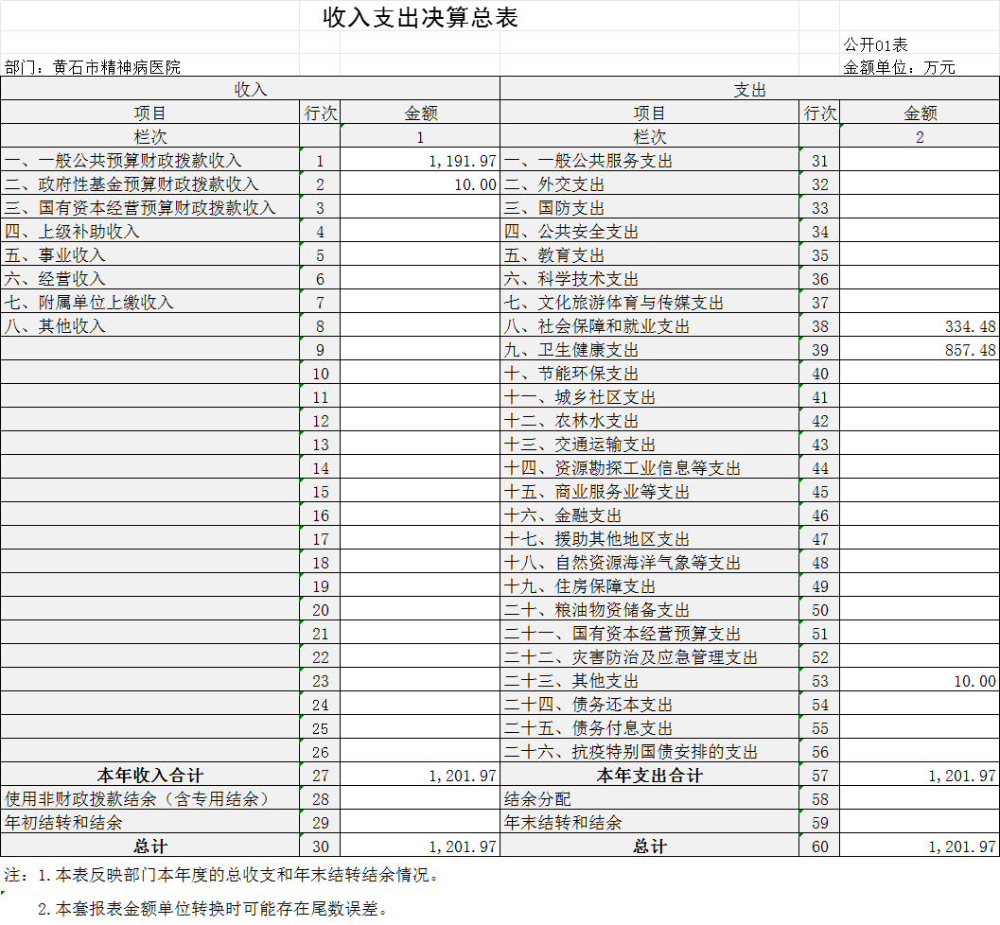 收入支出决算总表
公开01表
部门：黄石市精神病医院 金额单位：万元
收入 支出
项目 行次 金额 项目 行次 金额
栏次 1 栏次 2
一、一般公共预算财政拨款收入 1 1,191.97 一、一般公共服务支出 31
二、政府性基金预算财政拨款收入 2 10.00 二、外交支出 32
三、国有资本经营预算财政拨款收入 3 三、国防支出 33
四、上级补助收入 4 四、公共安全支出 34
五、事业收入 5 五、教育支出 35
六、经营收入 6 六、科学技术支出 36
七、附属单位上缴收入 7 七、文化旅游体育与传媒支出 37
八、其他收入 8 八、社会保障和就业支出 38 334.48
9 九、卫生健康支出 39 857.48
10 十、节能环保支出 40
11 十一、城乡社区支出 41
12 十二、农林水支出 42
13 十三、交通运输支出 43
14 十四、资源勘探工业信息等支出 44
15 十五、商业服务业等支出 45
16 十六、金融支出 46
17 十七、援助其他地区支出 47
18 十八、自然资源海洋气象等支出 48
19 十九、住房保障支出 49
20 二十、粮油物资储备支出 50
21 二十一、国有资本经营预算支出 51
22 二十二、灾害防治及应急管理支出 52
23 二十三、其他支出 53 10.00
24 二十四、债务还本支出 54
25 二十五、债务付息支出 55
26 二十六、抗疫特别国债安排的支出 56
本年收入合计 27 1,201.97 本年支出合计 57 1,201.97
使用非财政拨款结余（含专用结余） 28 结余分配 58
年初结转和结余 29 年末结转和结余 59
总计 30 1,201.97 总计 60 1,201.97
注：1.本表反映部门本年度的总收支和年末结转结余情况。
2.本套报表金额单位转换时可能存在尾数误差。